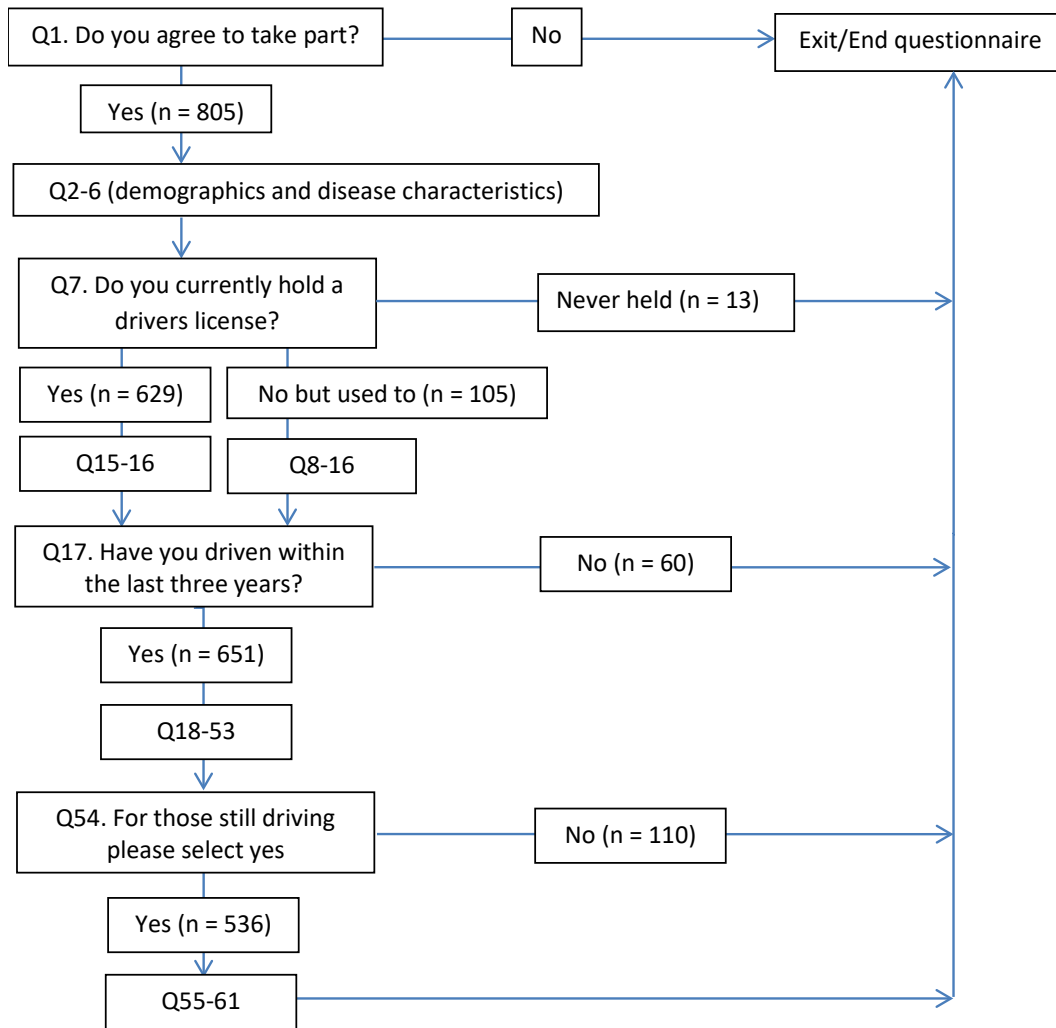 Q1. Do you agree to take part?
No
Exit/End questionnaire
Yes (n = 805)
Q2-6 (demographics and disease characteristics)
Q7. Do you currently hold a
drivers license?
Never held (n = 13)
Yes (n = 629)
No but used to (n = 105)
Q15-16
Q8-16
Q17. Have you driven within
the last three years?
No (n = 60)
Yes (n = 651)
Q18-53
Q54. For those still driving
please select yes
No (n = 110)
Yes (n = 536)
Q55-61